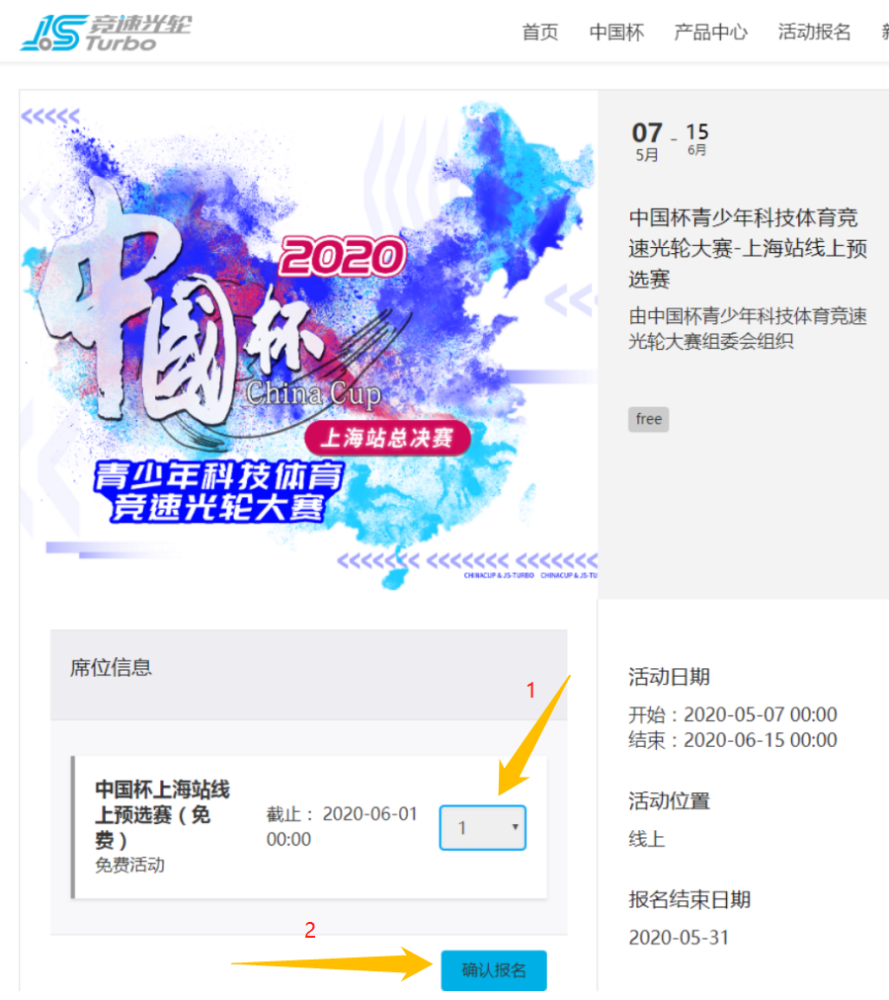 JS 竞速光轮
Turbo
首页 中国杯 产品中心 活动报名
07 - 15
5月 6月
中国杯青少年科技体育竞
速光轮大赛-上海站线上预
选赛
由中国杯青少年科技体育竞速
光轮大赛组委会组织
free
2020
中國杯
China Cup
上海站总决赛
青少年科技体育
竞速光轮大赛
CHINACUP & JS-TURBO CHINACUP & JS-TU
席位信息
1
中国杯上海站线
上预选赛（免
费）
免费活动
截止： 2020-06-01
00:00
1
2
确认报名
活动日期
开始：2020-05-07 00:00
结束：2020-06-15 00:00
活动位置
线上
报名结束日期
2020-05-31